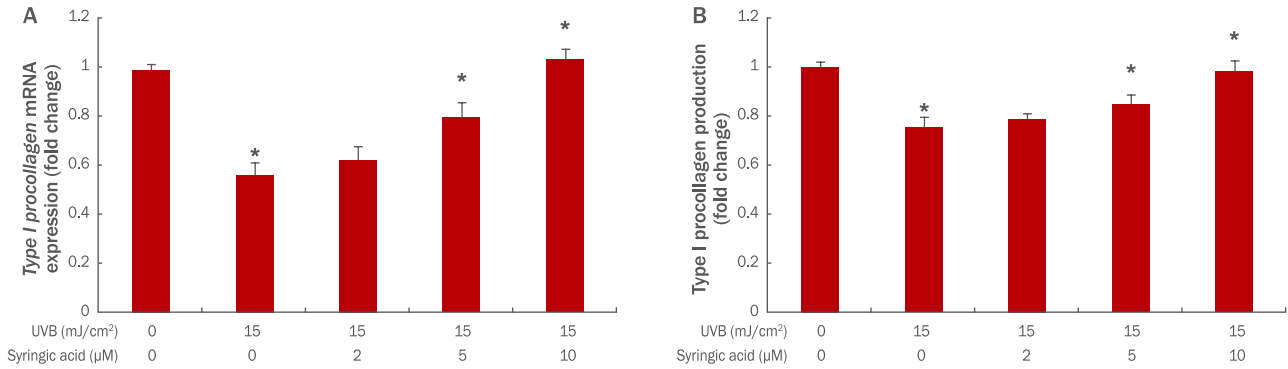 A
Type I procollagen mRNA
expression (fold change)
1.2
1
0.8
0.6
0.4
0.2
0
*
*
*
UVB (mJ/cm²) 0 15 15 15 15
Syringic acid (μM) 0 0 2 5 10
B
Type I procollagen production
(fold change)
1.2
1
0.8
0.6
0.4
0.2
0
*
*
*
UVB (mJ/cm²) 0 15 15 15 15
Syringic acid (μM) 0 0 2 5 10